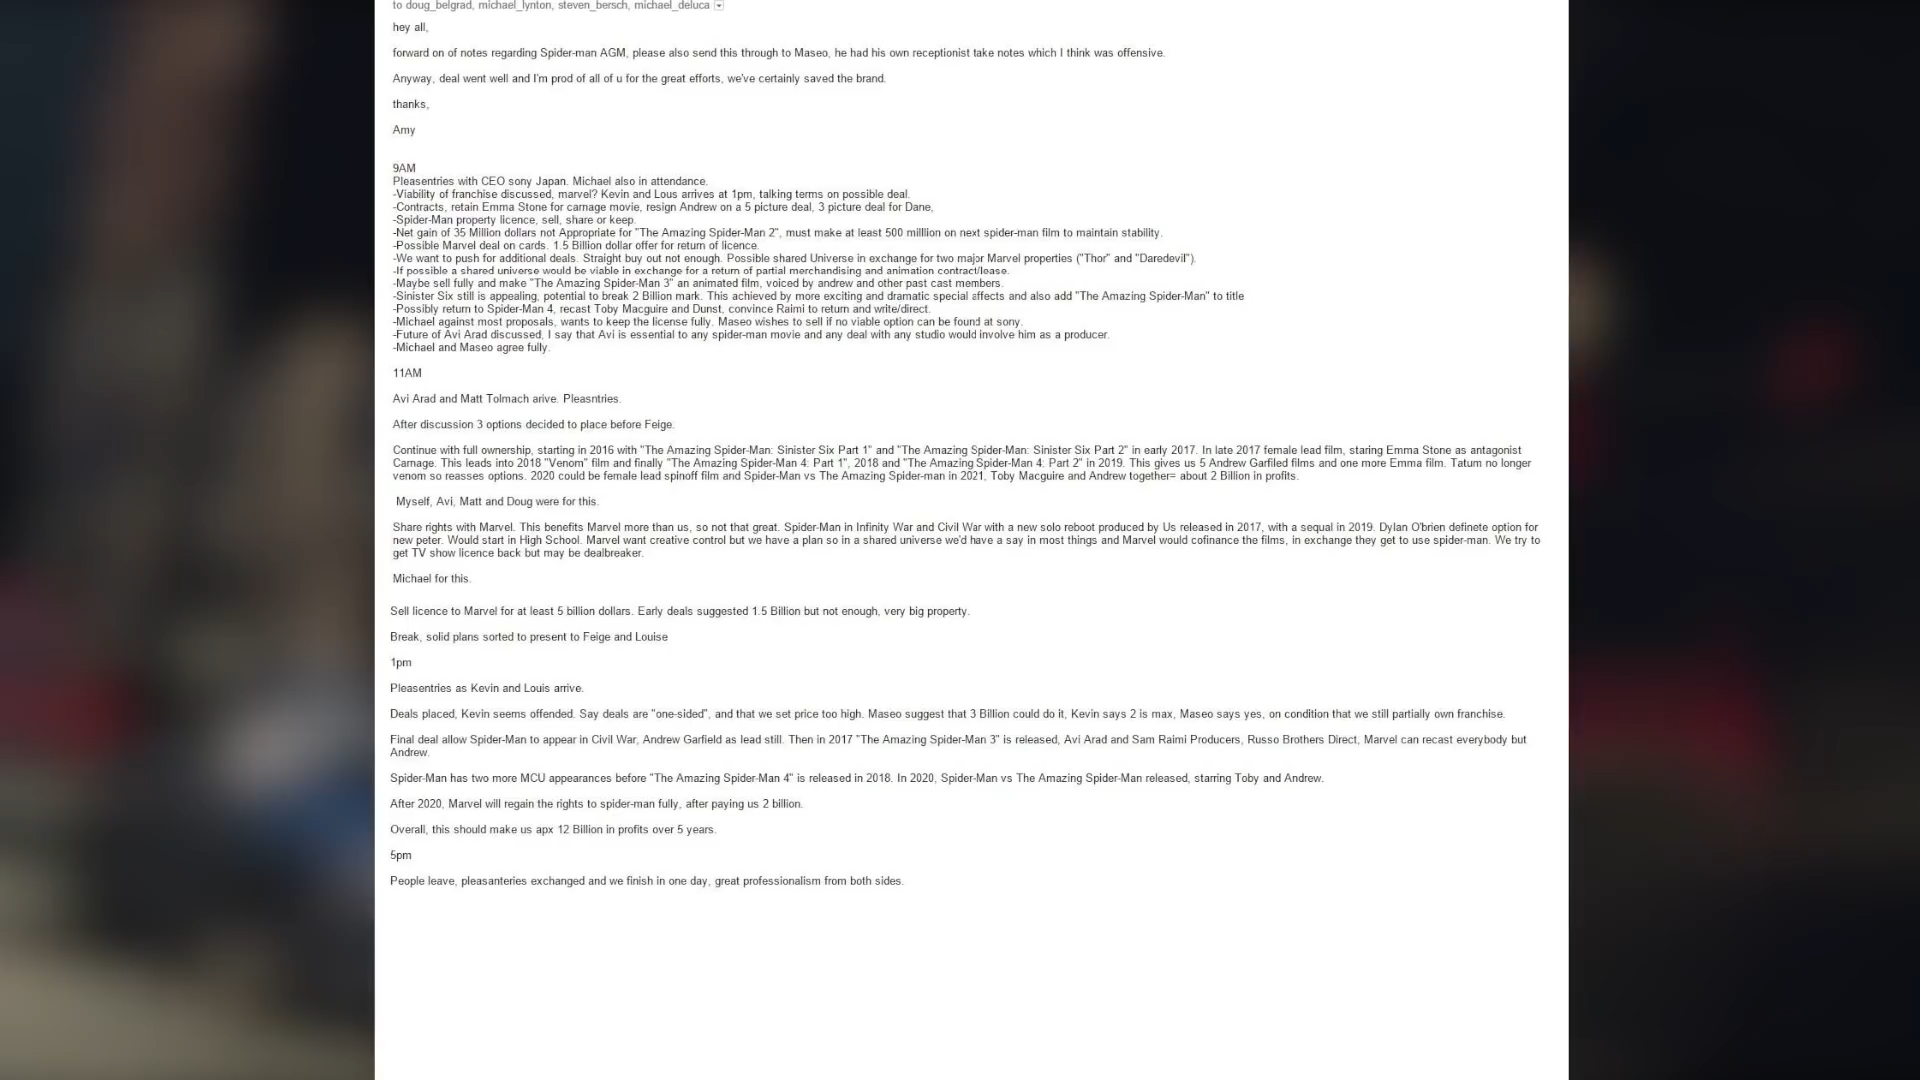 to doug_belgrad, michael_lynton, steven_bersch, michael_deluca
hey all,
forward on of notes regarding Spider-man AGM, please also send this through to Maseo, he had his own receptionist take notes which I think was offensive.
Anyway, deal went well and I'm prod of all of u for the great efforts, we've certainly saved the brand.
thanks,
Amy
9AM
Pleasentries with CEO sony Japan. Michael also in attendance.
-Viability of franchise discussed, marvel? Kevin and Lous arrives at 1pm, talking terms on possible deal.
-Contracts, retain Emma Stone for carnage movie, resign Andrew on a 5 picture deal, 3 picture deal for Dane,
-Spider-Man property licence, sell, share or keep.
-Net gain of 35 Million dollars not Appropriate for "The Amazing Spider-Man 2", must make at least 500 milllion on next spider-man film to maintain stability.
-Possible Marvel deal on cards. 1.5 Billion dollar offer for return of licence.
-We want to push for additional deals. Straight buy out not enough. Possible shared Universe in exchange for two major Marvel properties ("Thor" and "Daredevil").
-If possible a shared universe would be viable in exchange for a return of partial merchandising and animation contract/lease.
-Maybe sell fully and make "The Amazing Spider-Man 3" an animated film, voiced by andrew and other past cast members.
-Sinister Six still is appealing, potential to break 2 Billion mark. This achieved by more exciting and dramatic special affects and also add "The Amazing Spider-Man" to title
-Possibly return to Spider-Man 4, recast Toby Macguire and Dunst, convince Raimi to return and write/direct.
-Michael against most proposals, wants to keep the license fully. Maseo wishes to sell if no viable option can be found at sony.
-Future of Avi Arad discussed, I say that Avi is essential to any spider-man movie and any deal with any studio would involve him as a producer.
-Michael and Maseo agree fully.
11AM
Avi Arad and Matt Tolmach arive. Pleasntries.
After discussion 3 options decided to place before Feige.
Continue with full ownership, starting in 2016 with "The Amazing Spider-Man: Sinister Six Part 1" and "The Amazing Spider-Man: Sinister Six Part 2" in early 2017. In late 2017 female lead film, staring Emma Stone as antagonist
Carnage. This leads into 2018 "Venom" film and finally "The Amazing Spider-Man 4: Part 1", 2018 and "The Amazing Spider-Man 4: Part 2" in 2019. This gives us 5 Andrew Garfiled films and one more Emma film. Tatum no longer
venom so reasses options. 2020 could be female lead spinoff film and Spider-Man vs The Amazing Spider-man in 2021, Toby Macguire and Andrew together= about 2 Billion in profits.
Myself, Avi, Matt and Doug were for this.
Share rights with Marvel. This benefits Marvel more than us, so not that great. Spider-Man in Infinity War and Civil War with a new solo reboot produced by Us released in 2017, with a sequal in 2019. Dylan O'brien definete option for
new peter. Would start in High School. Marvel want creative control but we have a plan so in a shared universe we'd have a say in most things and Marvel would cofinance the films, in exchange they get to use spider-man. We try to
get TV show licence back but may be dealbreaker.
Michael for this.
Sell licence to Marvel for at least 5 billion dollars. Early deals suggested 1.5 Billion but not enough, very big property.
Break, solid plans sorted to present to Feige and Louise
1pm
Pleasentries as Kevin and Louis arrive.
Deals placed, Kevin seems offended. Say deals are "one-sided", and that we set price too high. Maseo suggest that 3 Billion could do it, Kevin says 2 is max, Maseo says yes, on condition that we still partially own franchise.
Final deal allow Spider-Man to appear in Civil War, Andrew Garfield as lead still. Then in 2017 "The Amazing Spider-Man 3" is released, Avi Arad and Sam Raimi Producers, Russo Brothers Direct, Marvel can recast everybody but
Andrew.
Spider-Man has two more MCU appearances before "The Amazing Spider-Man 4" is released in 2018. In 2020, Spider-Man vs The Amazing Spider-Man released, starring Toby and Andrew.
After 2020, Marvel will regain the rights to spider-man fully, after paying us 2 billion.
Overall, this should make us apx 12 Billion in profits over 5 years.
5pm
People leave, pleasanteries exchanged and we finish in one day, great professionalism from both sides.